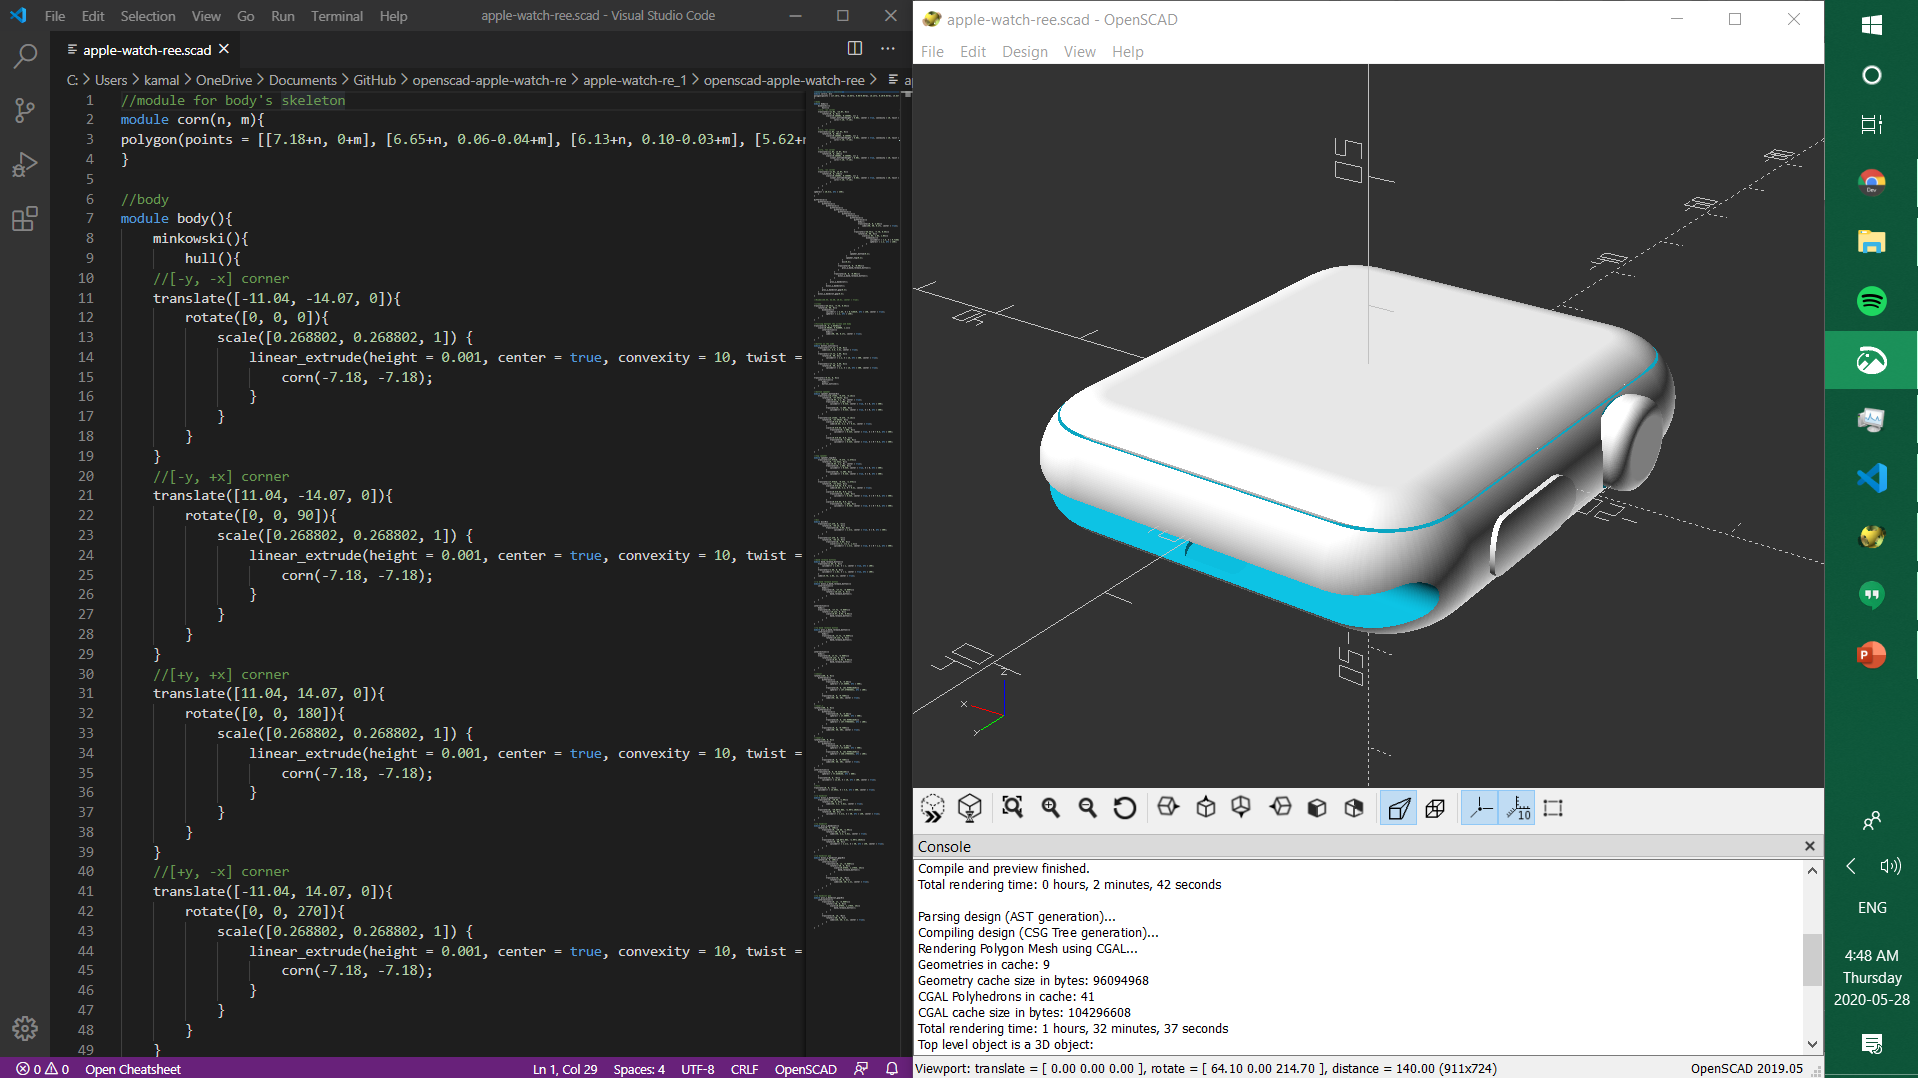 File Edit Selection View Go Run Terminal Help
apple-watch-ree.scad - Visual Studio Code
apple-watch-ree.scad
C: > Users > kamal > OneDrive > Documents > GitHub > openscad-apple-watch-re > apple-watch-re_1 > openscad-apple-watch-ree >
1 //module for body's skeleton
2 module corn(n, m){
3 polygon(points = [[7.18+n, 0+m], [6.65+n, 0.06-0.04+m], [6.13+n, 0.10-0.03+m], [5.62+n
4 }
5
6 //body
7 module body(){
8 minkowski(){
9 hull(){
10 //[-y, -x] corner
11 translate([-11.04, -14.07, 0]){
12 rotate([0, 0, 0]){
13 scale([0.268802, 0.268802, 1]) {
14 linear_extrude(height = 0.001, center = true, convexity = 10, twist =
15 corn(-7.18, -7.18);
16 }
17 }
18 }
19 }
20 //[-y, +x] corner
21 translate([11.04, -14.07, 0]){
22 rotate([0, 0, 90]){
23 scale([0.268802, 0.268802, 1]) {
24 linear_extrude(height = 0.001, center = true, convexity = 10, twist =
25 corn(-7.18, -7.18);
26 }
27 }
28 }
29 }
30 //[+y, +x] corner
31 translate([11.04, 14.07, 0]){
32 rotate([0, 0, 180]){
33 scale([0.268802, 0.268802, 1]) {
34 linear_extrude(height = 0.001, center = true, convexity = 10, twist =
35 corn(-7.18, -7.18);
36 }
37 }
38 }
39 }
40 //[+y, -x] corner
41 translate([-11.04, 14.07, 0]){
42 rotate([0, 0, 270]){
43 scale([0.268802, 0.268802, 1]) {
44 linear_extrude(height = 0.001, center = true, convexity = 10, twist =
45 corn(-7.18, -7.18);
46 }
47 }
48 }
49 }
0 0 Open Cheatsheet
Ln 1, Col 29 Spaces: 4 UTF-8 CRLF OpenSCAD
apple-watch-ree.scad - OpenSCAD
File Edit Design View Help
z
x
y
10
Console
Compile and preview finished.
Total rendering time: 0 hours, 2 minutes, 42 seconds
Parsing design (AST generation)...
Compiling design (CSG Tree generation)...
Rendering Polygon Mesh using CGAL...
Geometries in cache: 9
Geometry cache size in bytes: 96094968
CGAL Polyhedrons in cache: 41
CGAL cache size in bytes: 104296608
Total rendering time: 1 hours, 32 minutes, 37 seconds
Top level object is a 3D object:
Viewport: translate = [ 0.00 0.00 0.00 ], rotate = [ 64.10 0.00 214.70 ], distance = 140.00 (911x724)
OpenSCAD 2019.05
Dev
P
ENG
4:48 AM
Thursday
2020-05-28